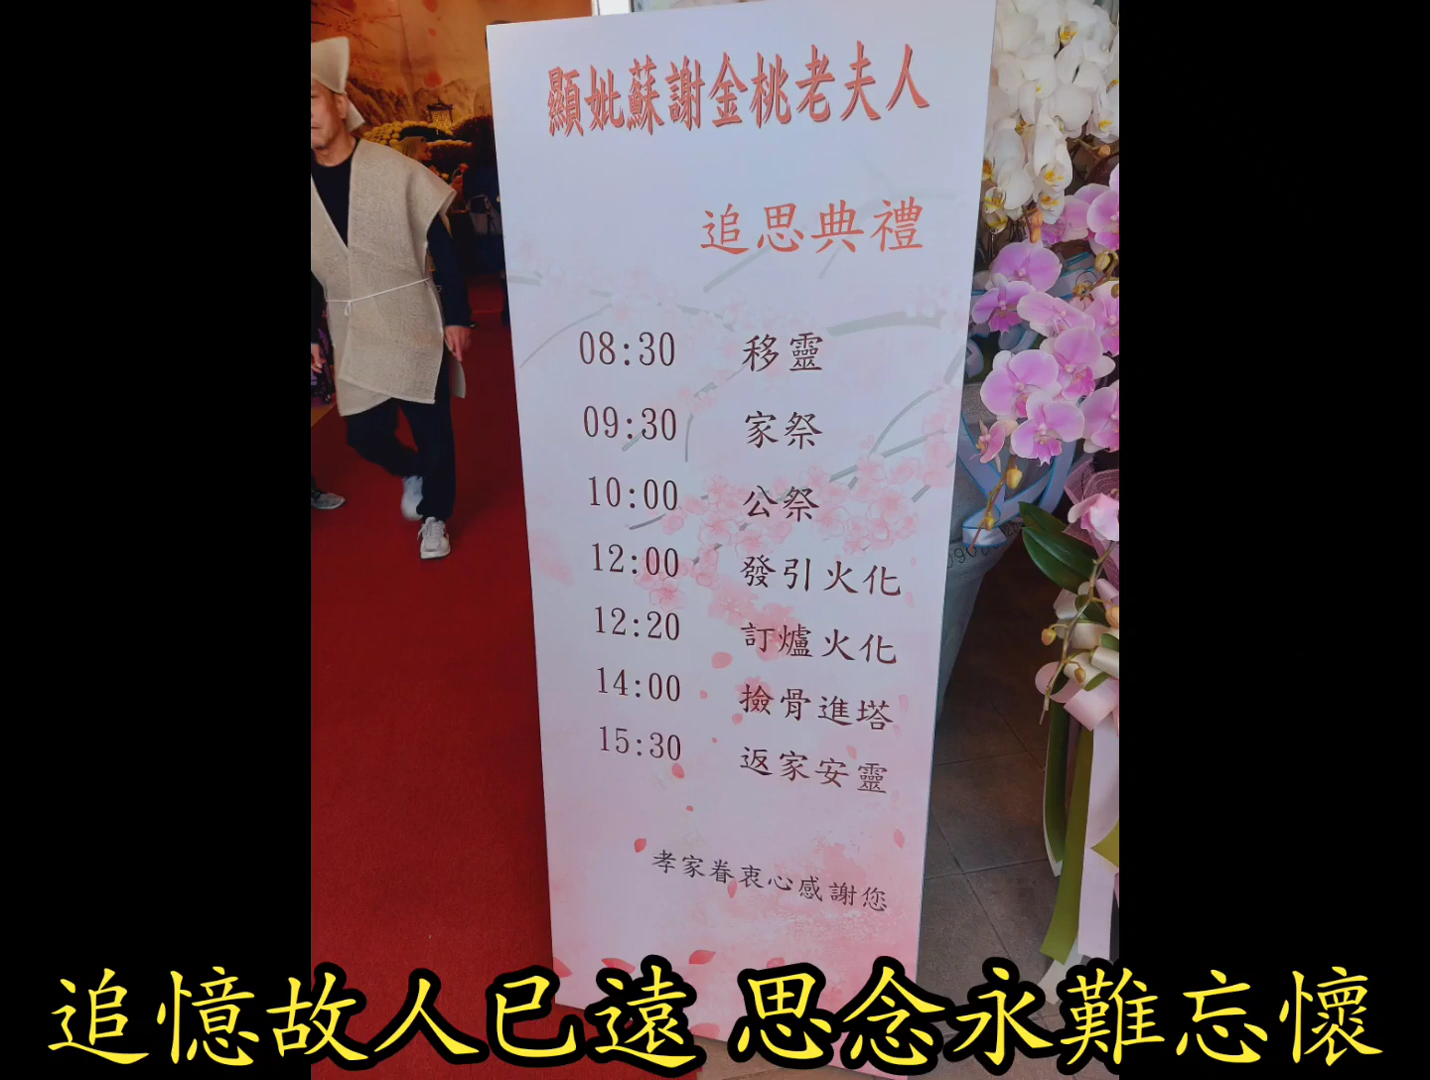 顯妣蘇謝金桃老夫人
追思典禮
08:30 移靈
09:30 家祭
10:00 公祭
12:00 發引火化
12:20 訂爐火化
14:00 撿骨進塔
15:30 返家安靈
孝家眷衷心感謝您
追憶故人已遠 思念永難忘懷